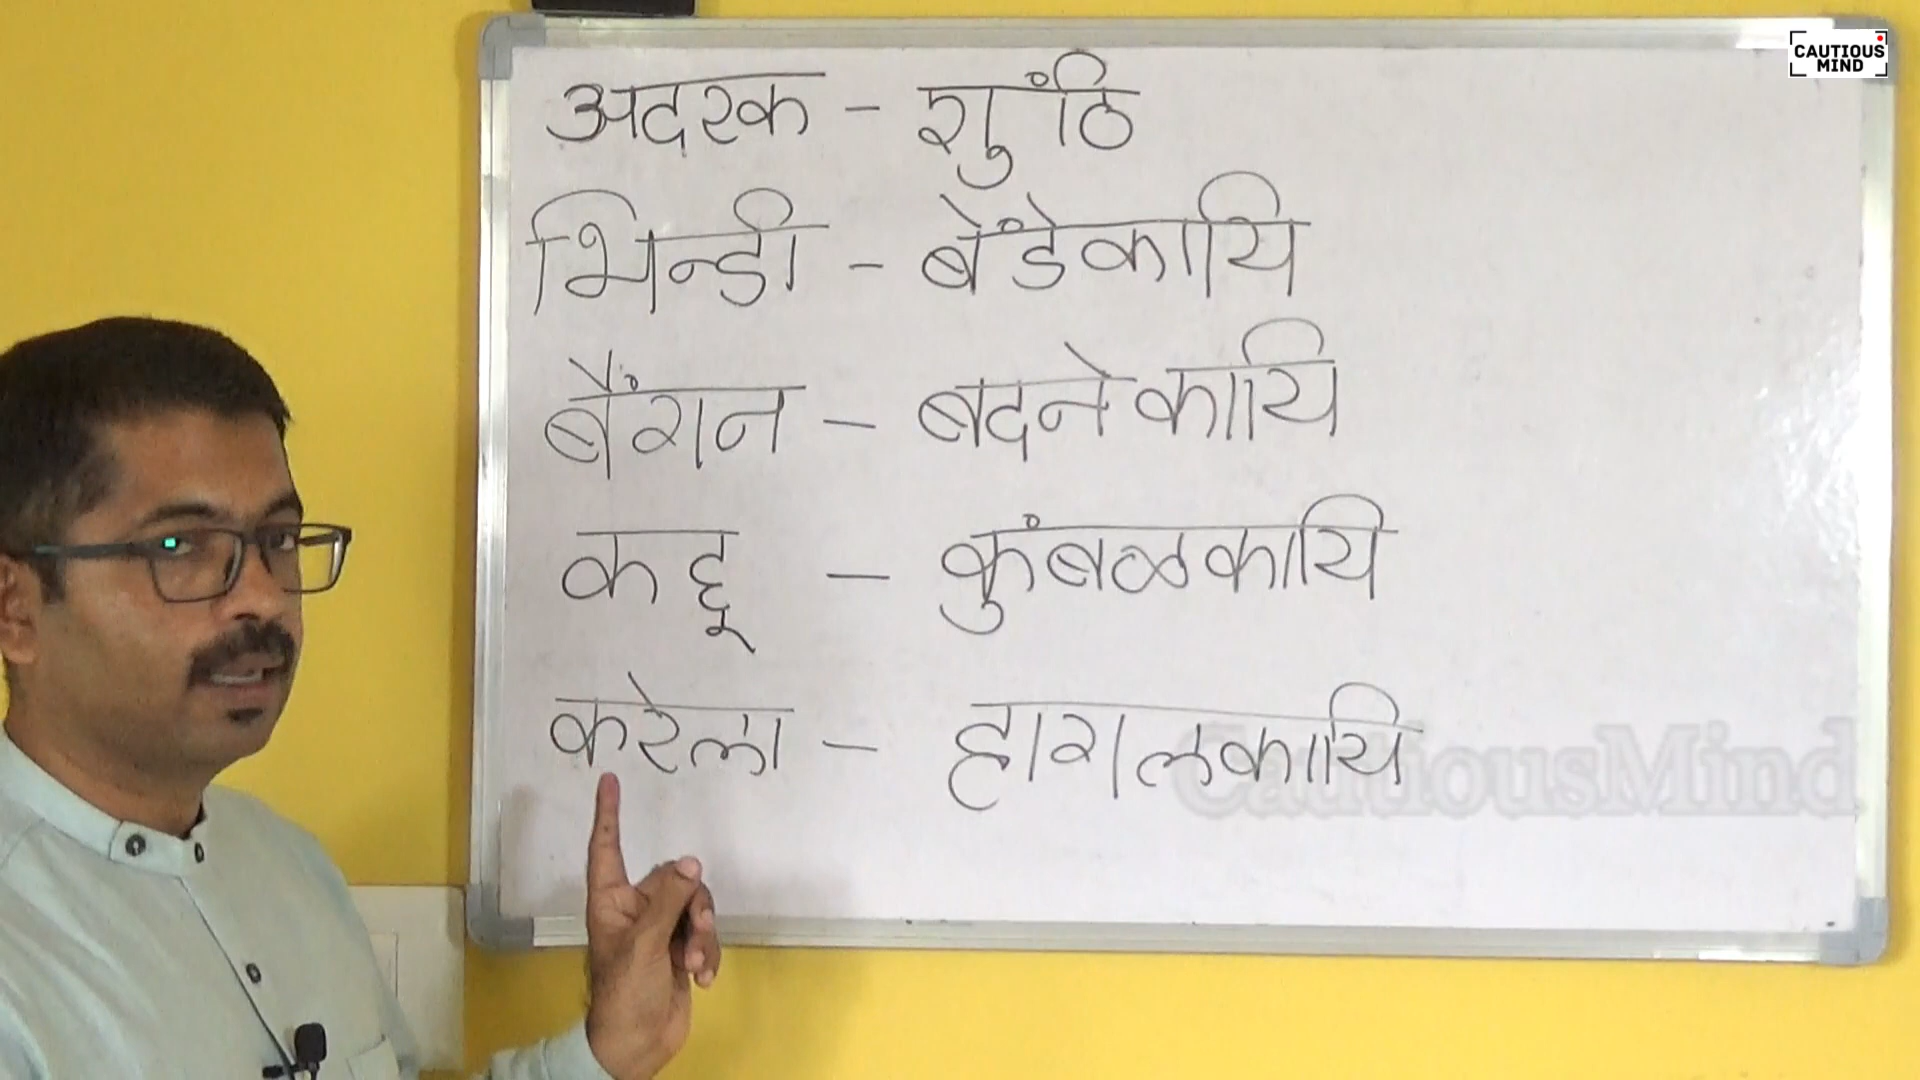 CAUTIOUS
MIND
अदरक - शुंठि
भिन्डी - बेंडेकायि
बैंगन - बदनेकायि
कद्दू - कुंबळकायि
करेला - हागलकायि
CautiousMind